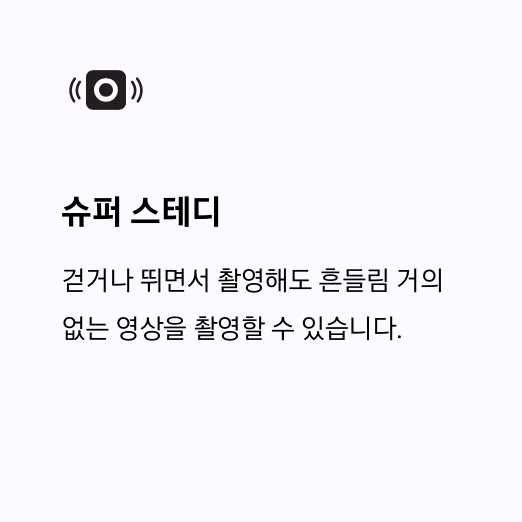 슈퍼 스테디
걷거나 뛰면서 촬영해도 흔들림 거의
없는 영상을 촬영할 수 있습니다.